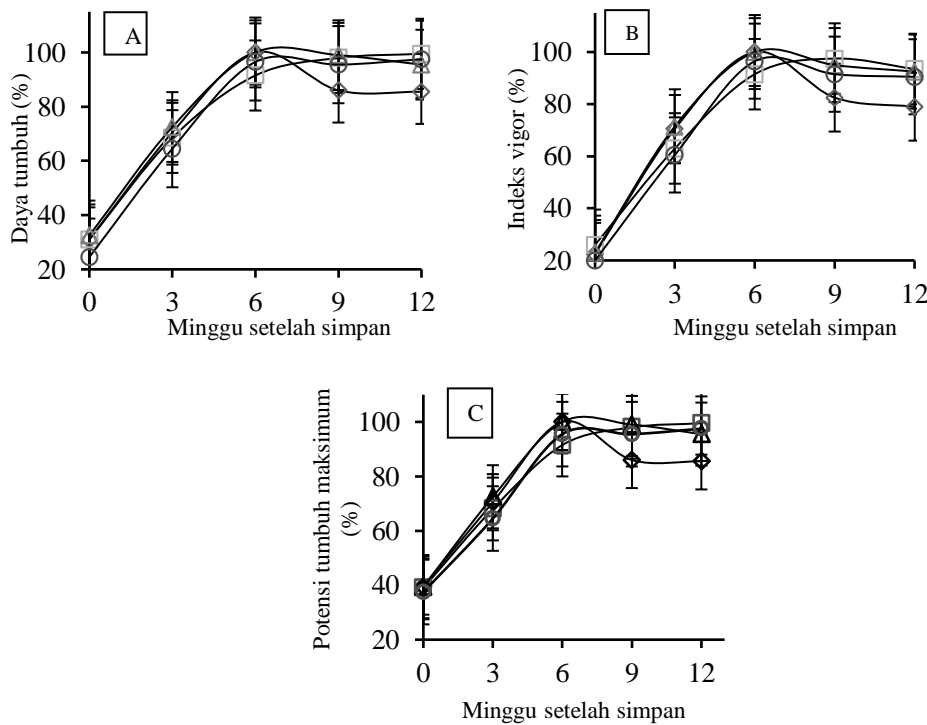 A
Daya tumbuh (%)
100
80
60
40
20
0 3 6 9 12
Minggu setelah simpan
B
Indeks vigor (%)
100
80
60
40
20
0 3 6 9 12
Minggu setelah simpan
C
Potensi tumbuh maksimum
(%)
100
80
60
40
20
0 3 6 9 12
Minggu setelah simpan